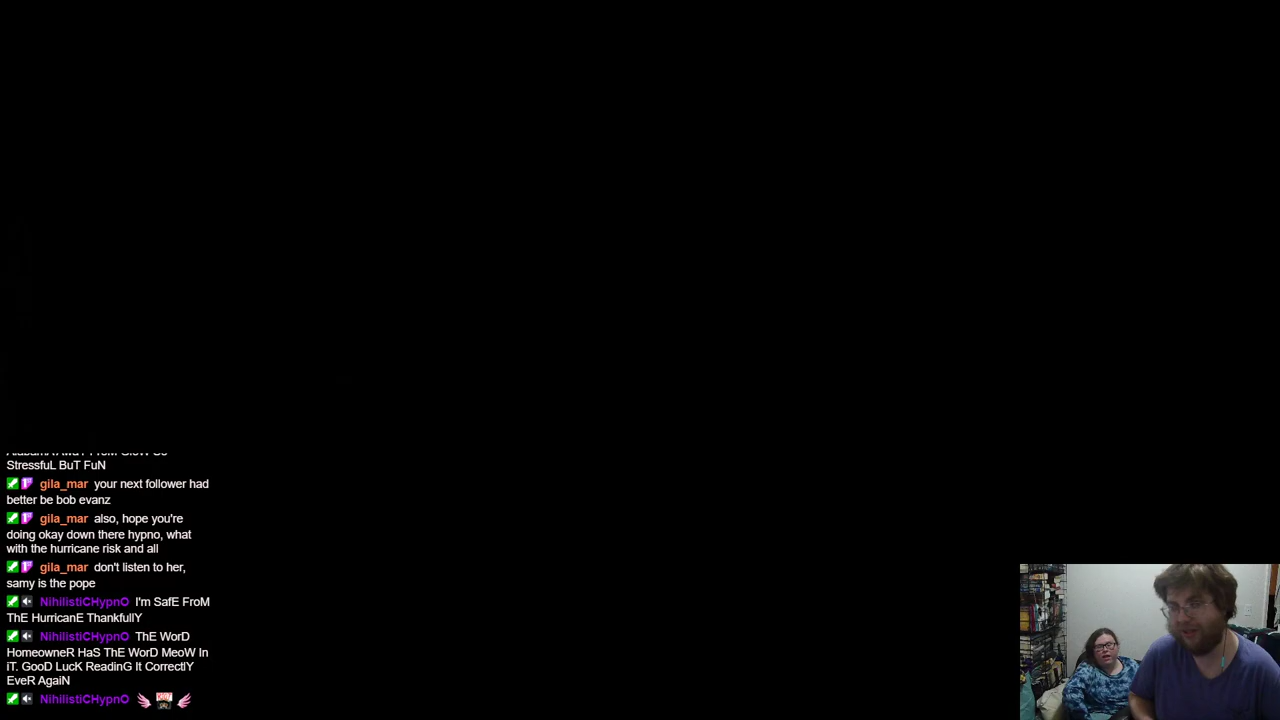 StressfuL BuT FuN
gila_mar your next follower had
better be bob evanz
gila_mar also, hope you're
doing okay down there hypno, what
with the hurricane risk and all
gila_mar don't listen to her,
samy is the pope
NihilistiCHypnO I'm SafE FroM
ThE HurricanE ThankfullY
NihilistiCHypnO ThE WorD
HomeowneR HaS ThE WorD MeoW In
iT. GooD LucK ReadinG It CorrectlY
EveR AgaiN
NihilistiCHypnO